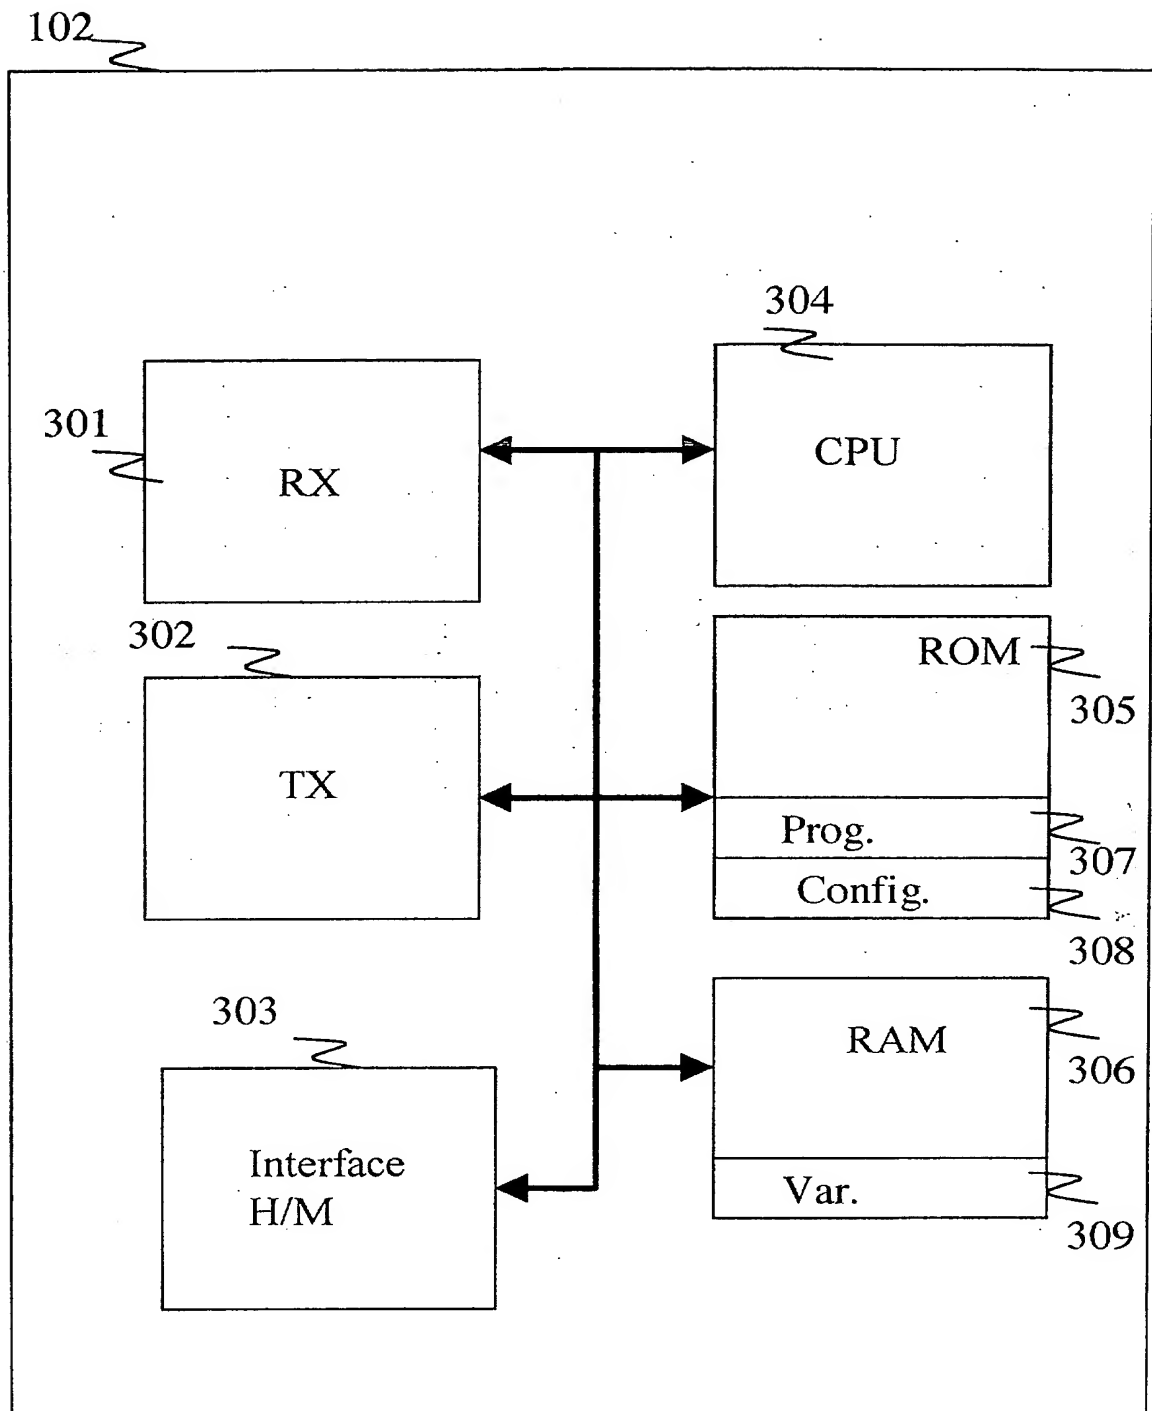 102
304
301
RX
CPU
302
ROM
305
TX
Prog.
307
Config.
308
303
RAM
306
Interface
H/M
Var.
309